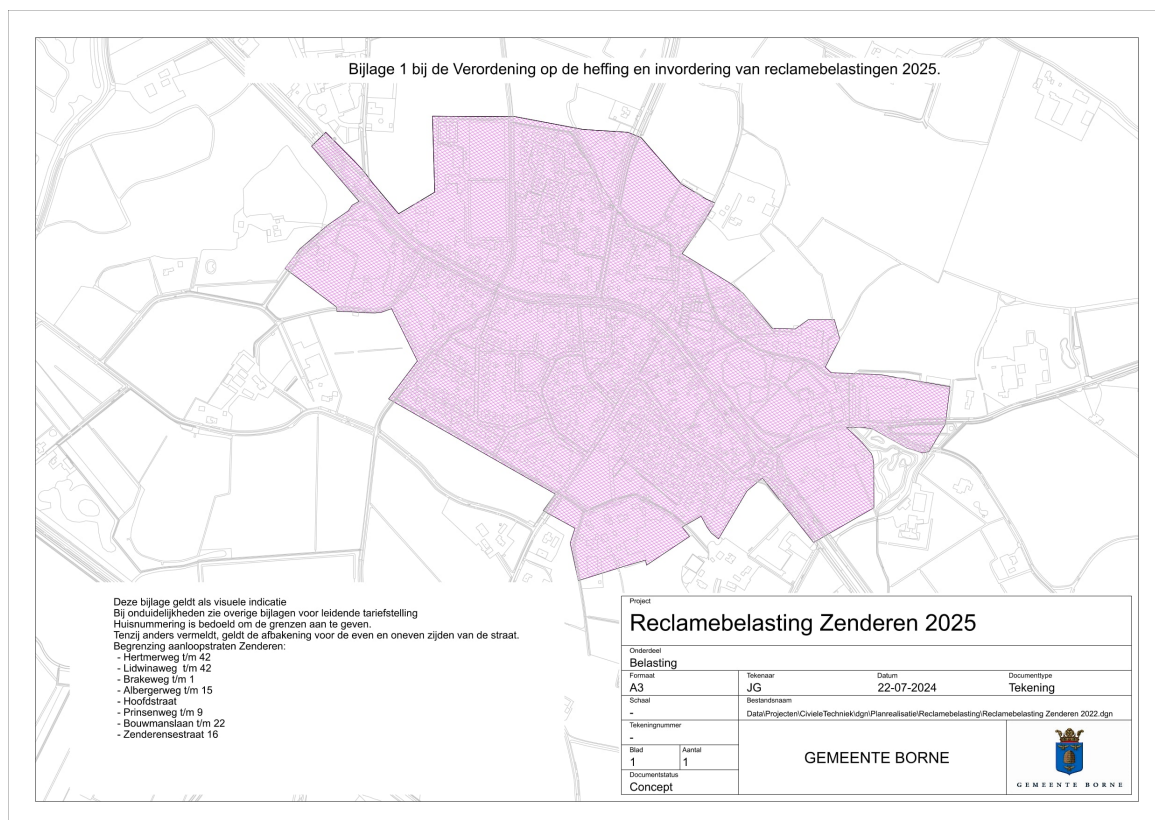 Bijlage 1 bij de Verordening op de heffing en invordering van reclamebelastingen 2025.
Deze bijlage geldt als visuele indicatie
Bij onduidelijkheden zie overige bijlagen voor leidende tariefstelling
Huisnummering is bedoeld om de grenzen aan te geven.
Tenzij anders vermeldt, geldt de afbakening voor de even en oneven zijden van de straat.
Begrenzing aanloopstraten Zenderen:
- Hertmerweg t/m 42
- Lidwinaweg t/m 42
- Brakeweg t/m 1
- Albergerweg t/m 15
- Hoofdstraat
- Prinsenweg t/m 9
- Bouwmanslaan t/m 22
- Zenderensestraat 16
Project
Reclamebelasting Zenderen 2025
Onderdeel
Belasting
Formaat
A3
Tekenaar
JG
Datum
22-07-2024
Documenttype
Tekening
Schaal
-
Bestandsnaam
Data\Projecten\CivieleTechniek\dgn\Planrealisatie\Reclamebelasting\Reclamebelasting Zenderen 2022.dgn
Tekeningnummer
-
Blad
1
Aantal
1
Documentstatus
Concept
GEMEENTE BORNE
GEMEENTE BORNE